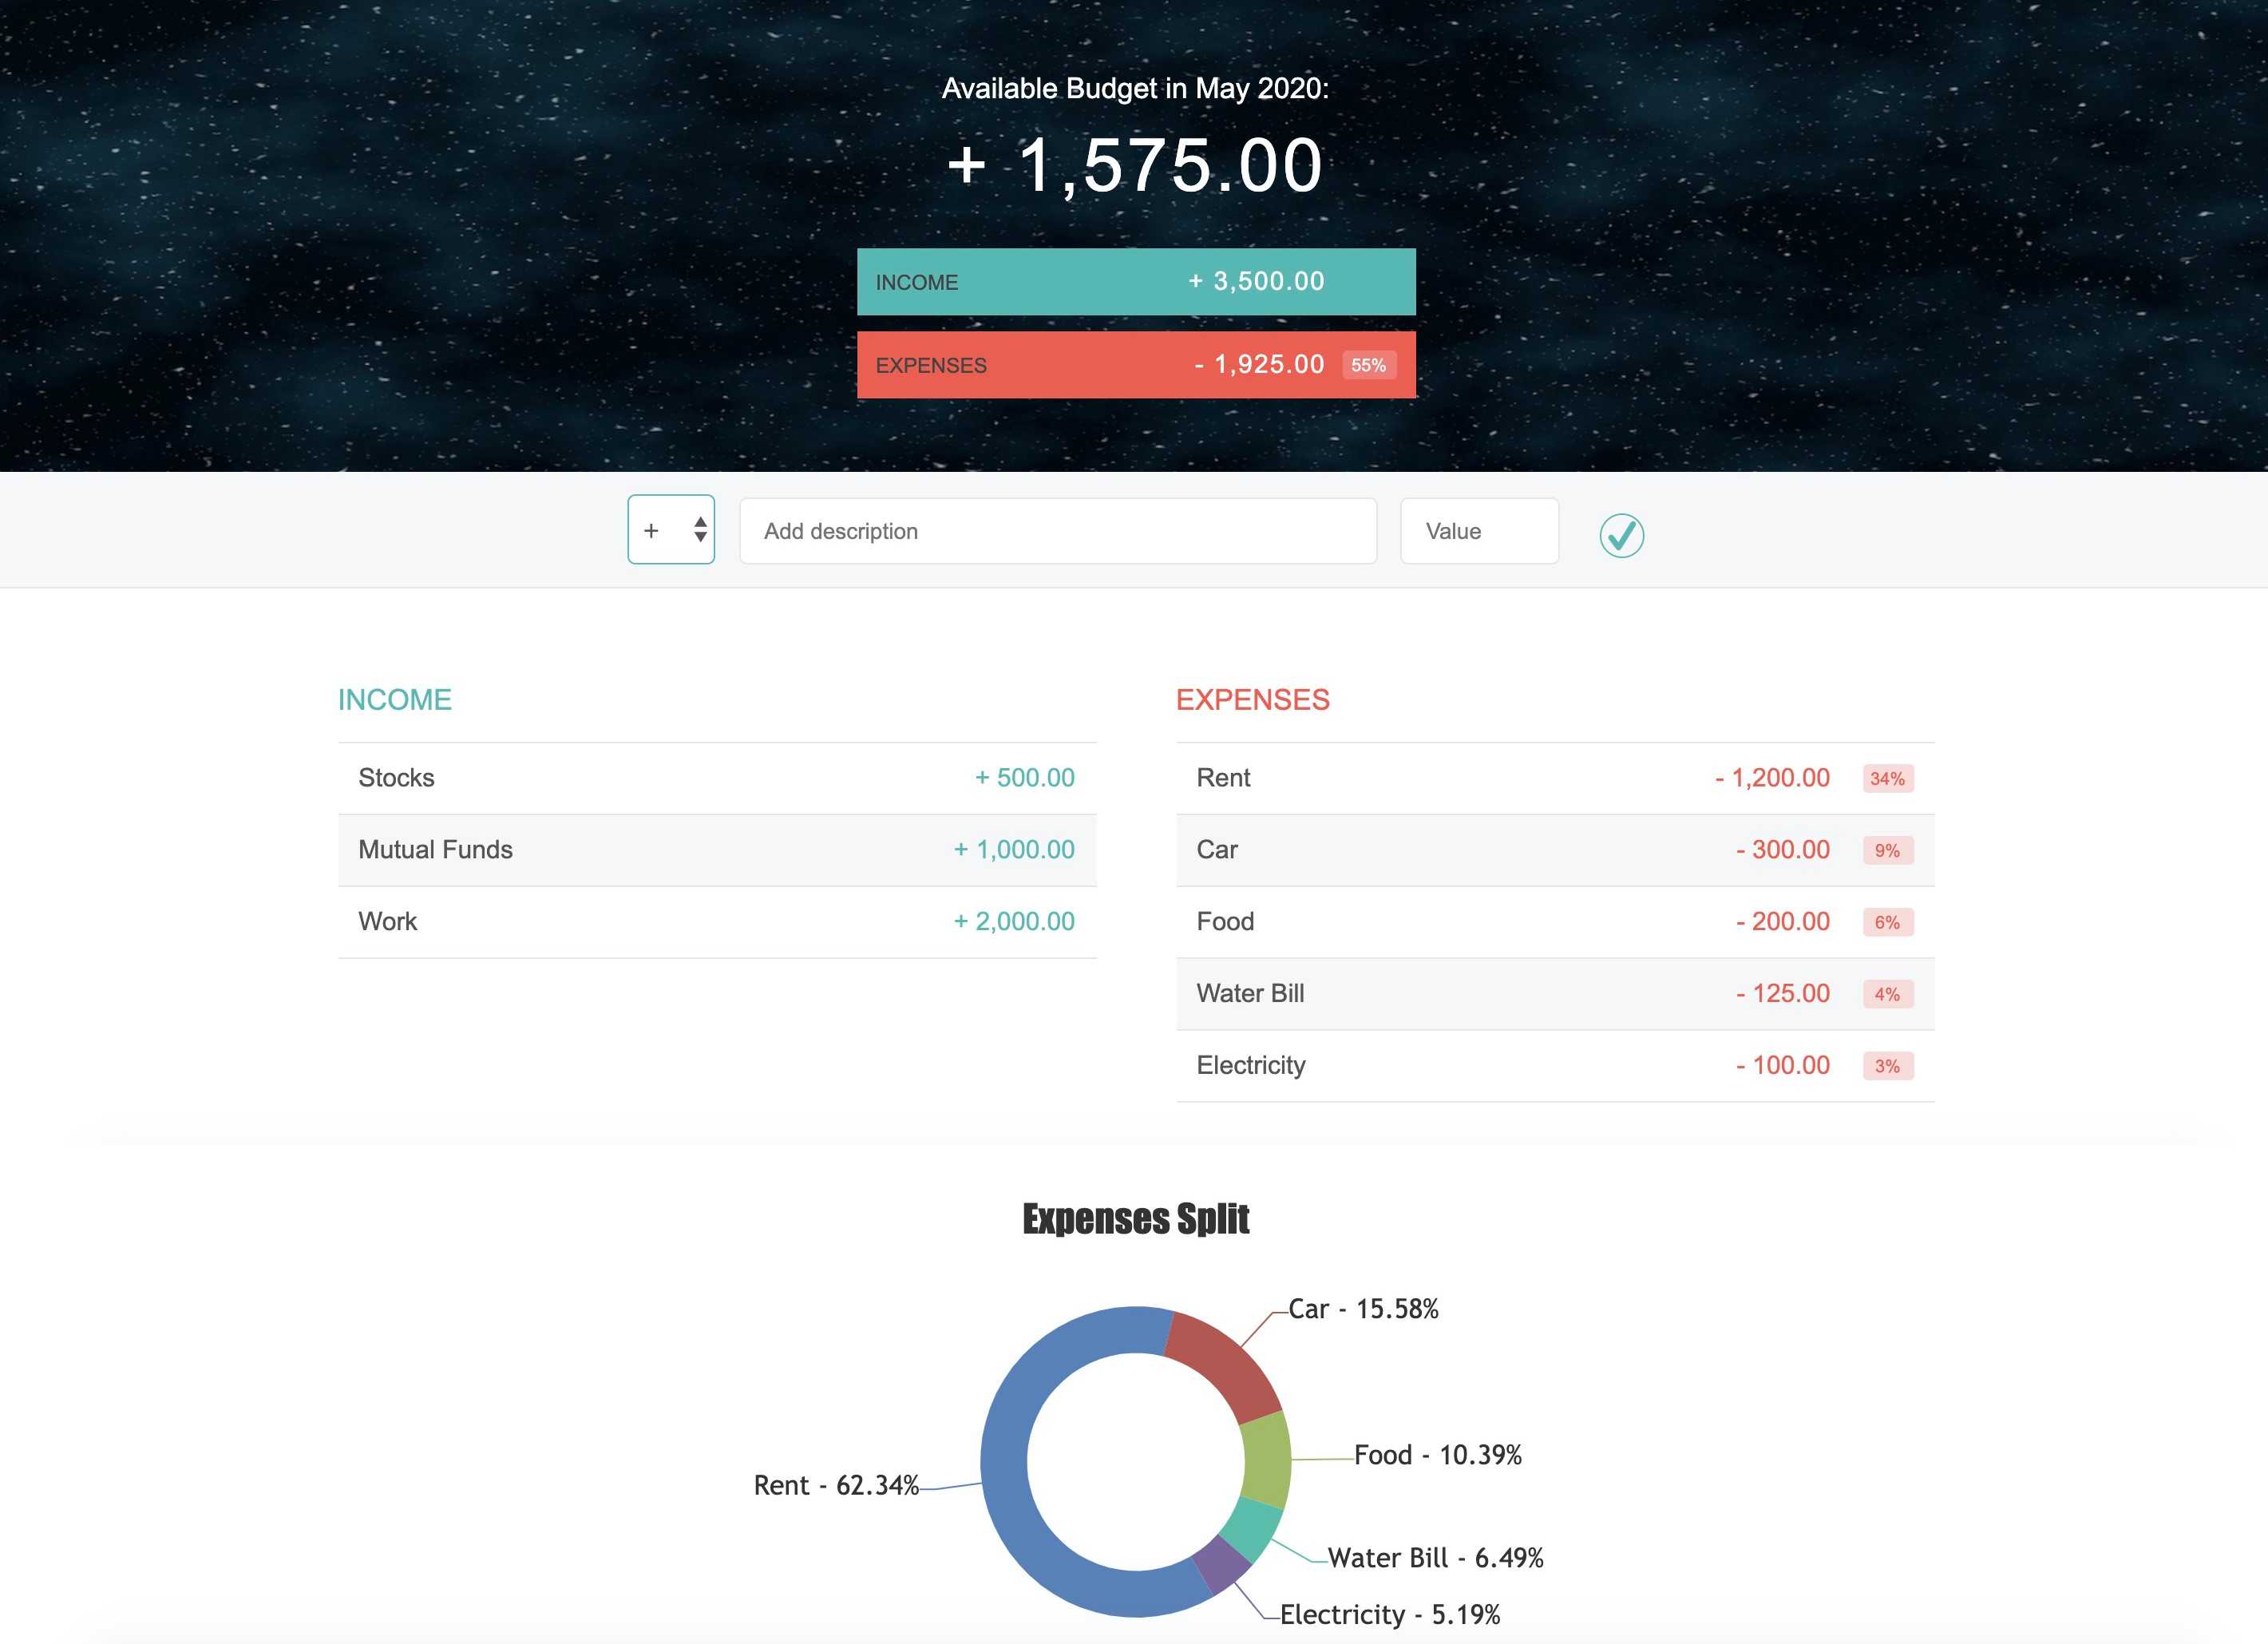 Available Budget in May 2020:
+ 1,575.00
INCOME + 3,500.00
EXPENSES - 1,925.00 55%
+ Add description Value
INCOME
Stocks + 500.00
Mutual Funds + 1,000.00
Work + 2,000.00
EXPENSES
Rent - 1,200.00 34%
Car - 300.00 9%
Food - 200.00 6%
Water Bill - 125.00 4%
Electricity - 100.00 3%
Expenses Split
Car - 15.58%
Food - 10.39%
Rent - 62.34%
Water Bill - 6.49%
Electricity - 5.19%